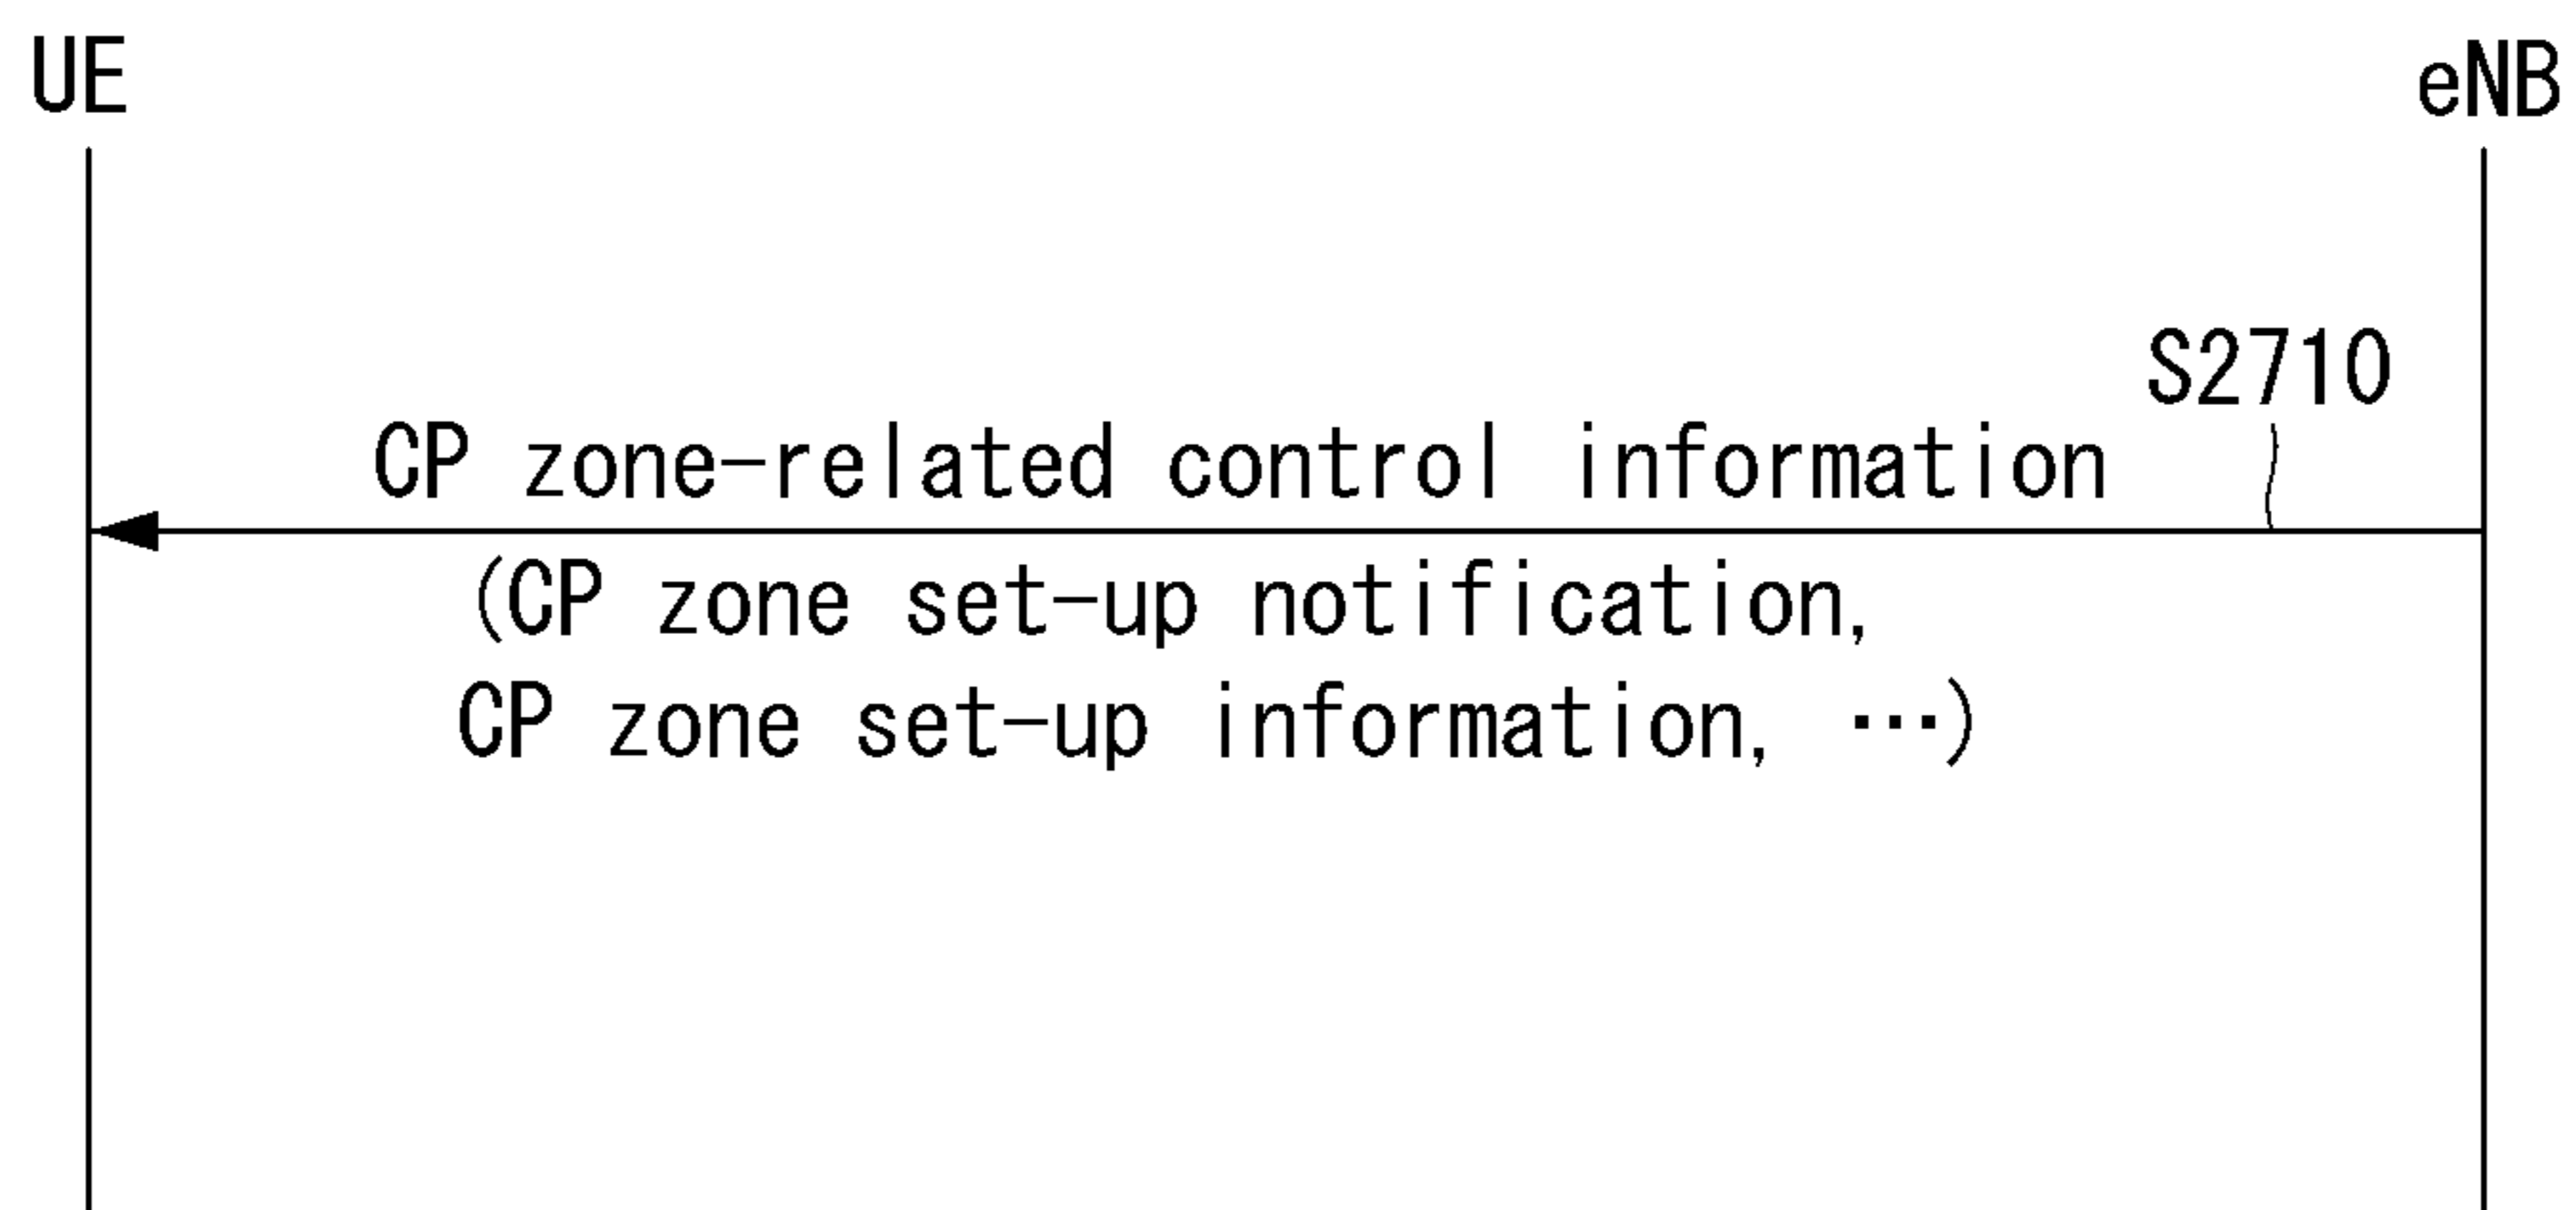 UE
eNB
S2710
CP zone-related control information
(CP zone set-up notification,
CP zone set-up information, ⋯)